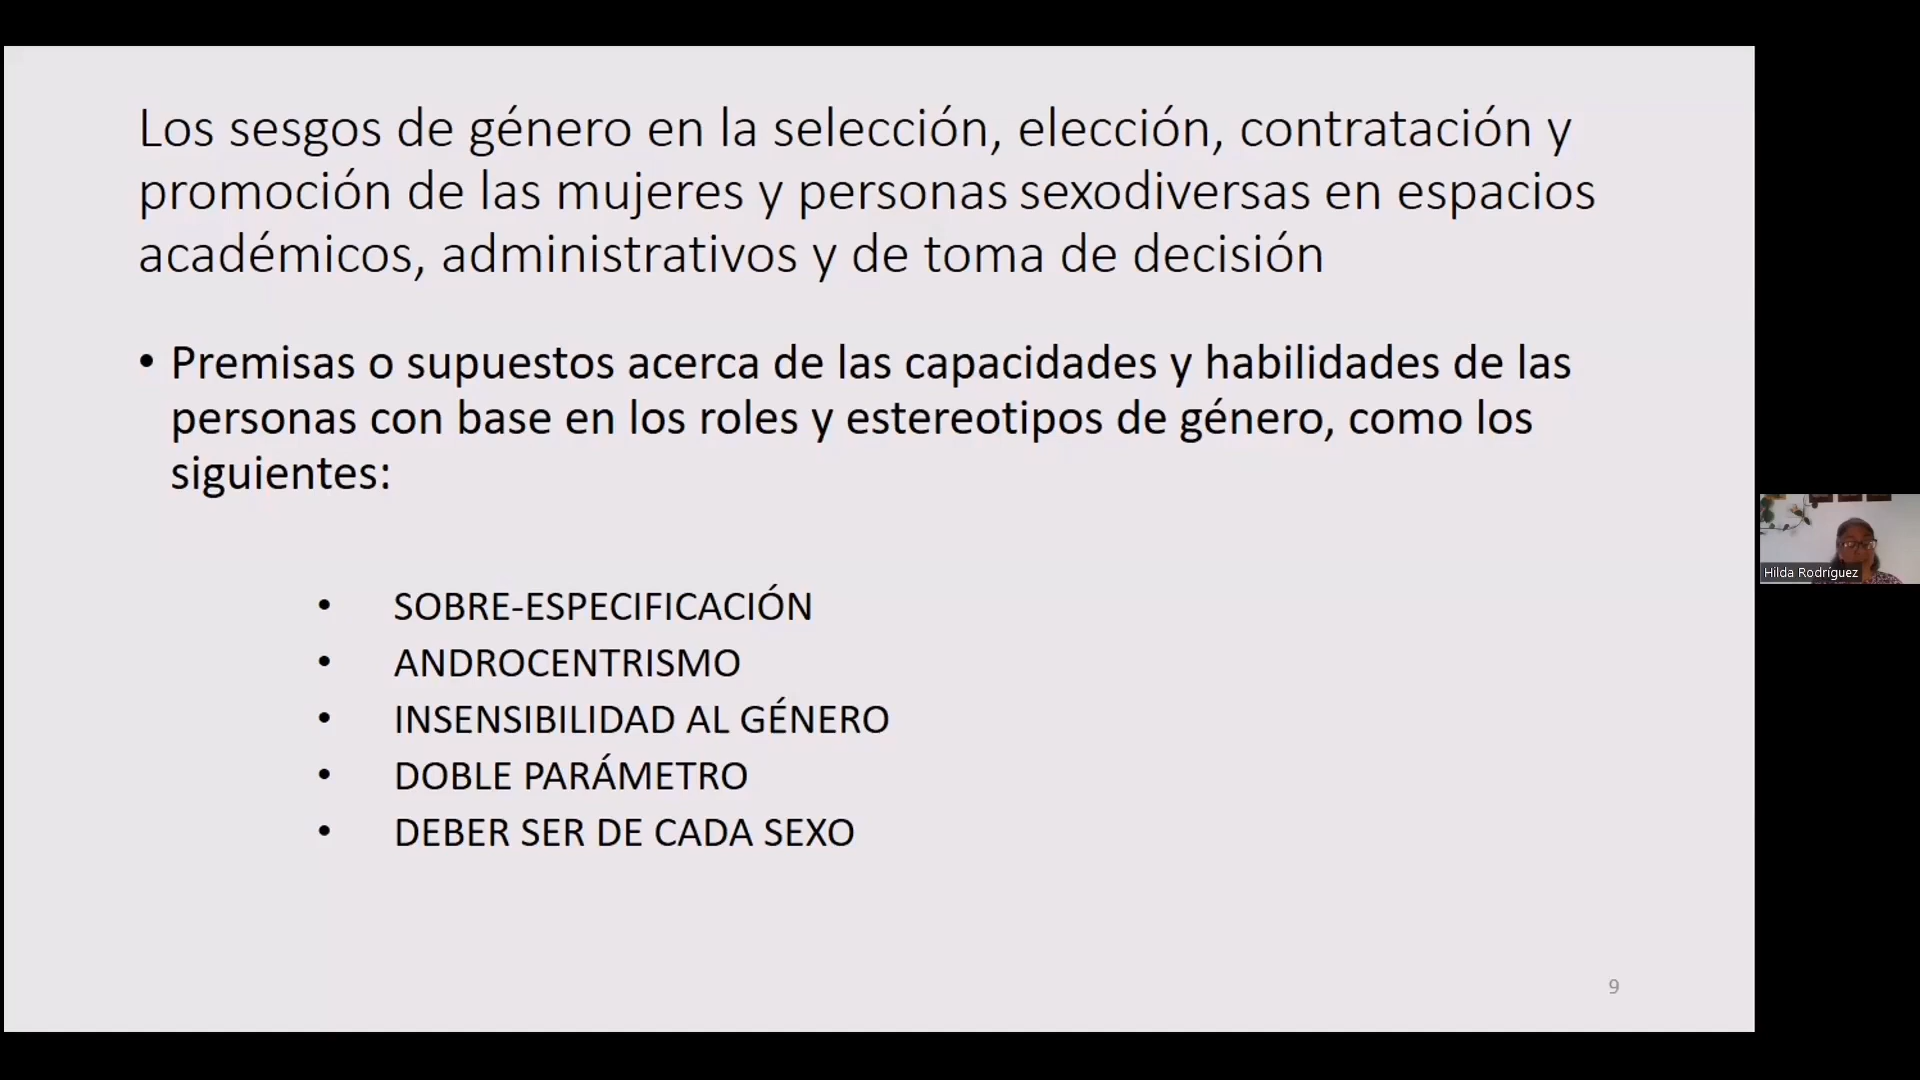 Los sesgos de género en la selección, elección, contratación y
promoción de las mujeres y personas sexodiversas en espacios
académicos, administrativos y de toma de decisión
• Premisas o supuestos acerca de las capacidades y habilidades de las
personas con base en los roles y estereotipos de género, como los
siguientes:
• SOBRE-ESPECIFICACIÓN
• ANDROCENTRISMO
• INSENSIBILIDAD AL GÉNERO
• DOBLE PARÁMETRO
• DEBER SER DE CADA SEXO
9
Hilda Rodríguez